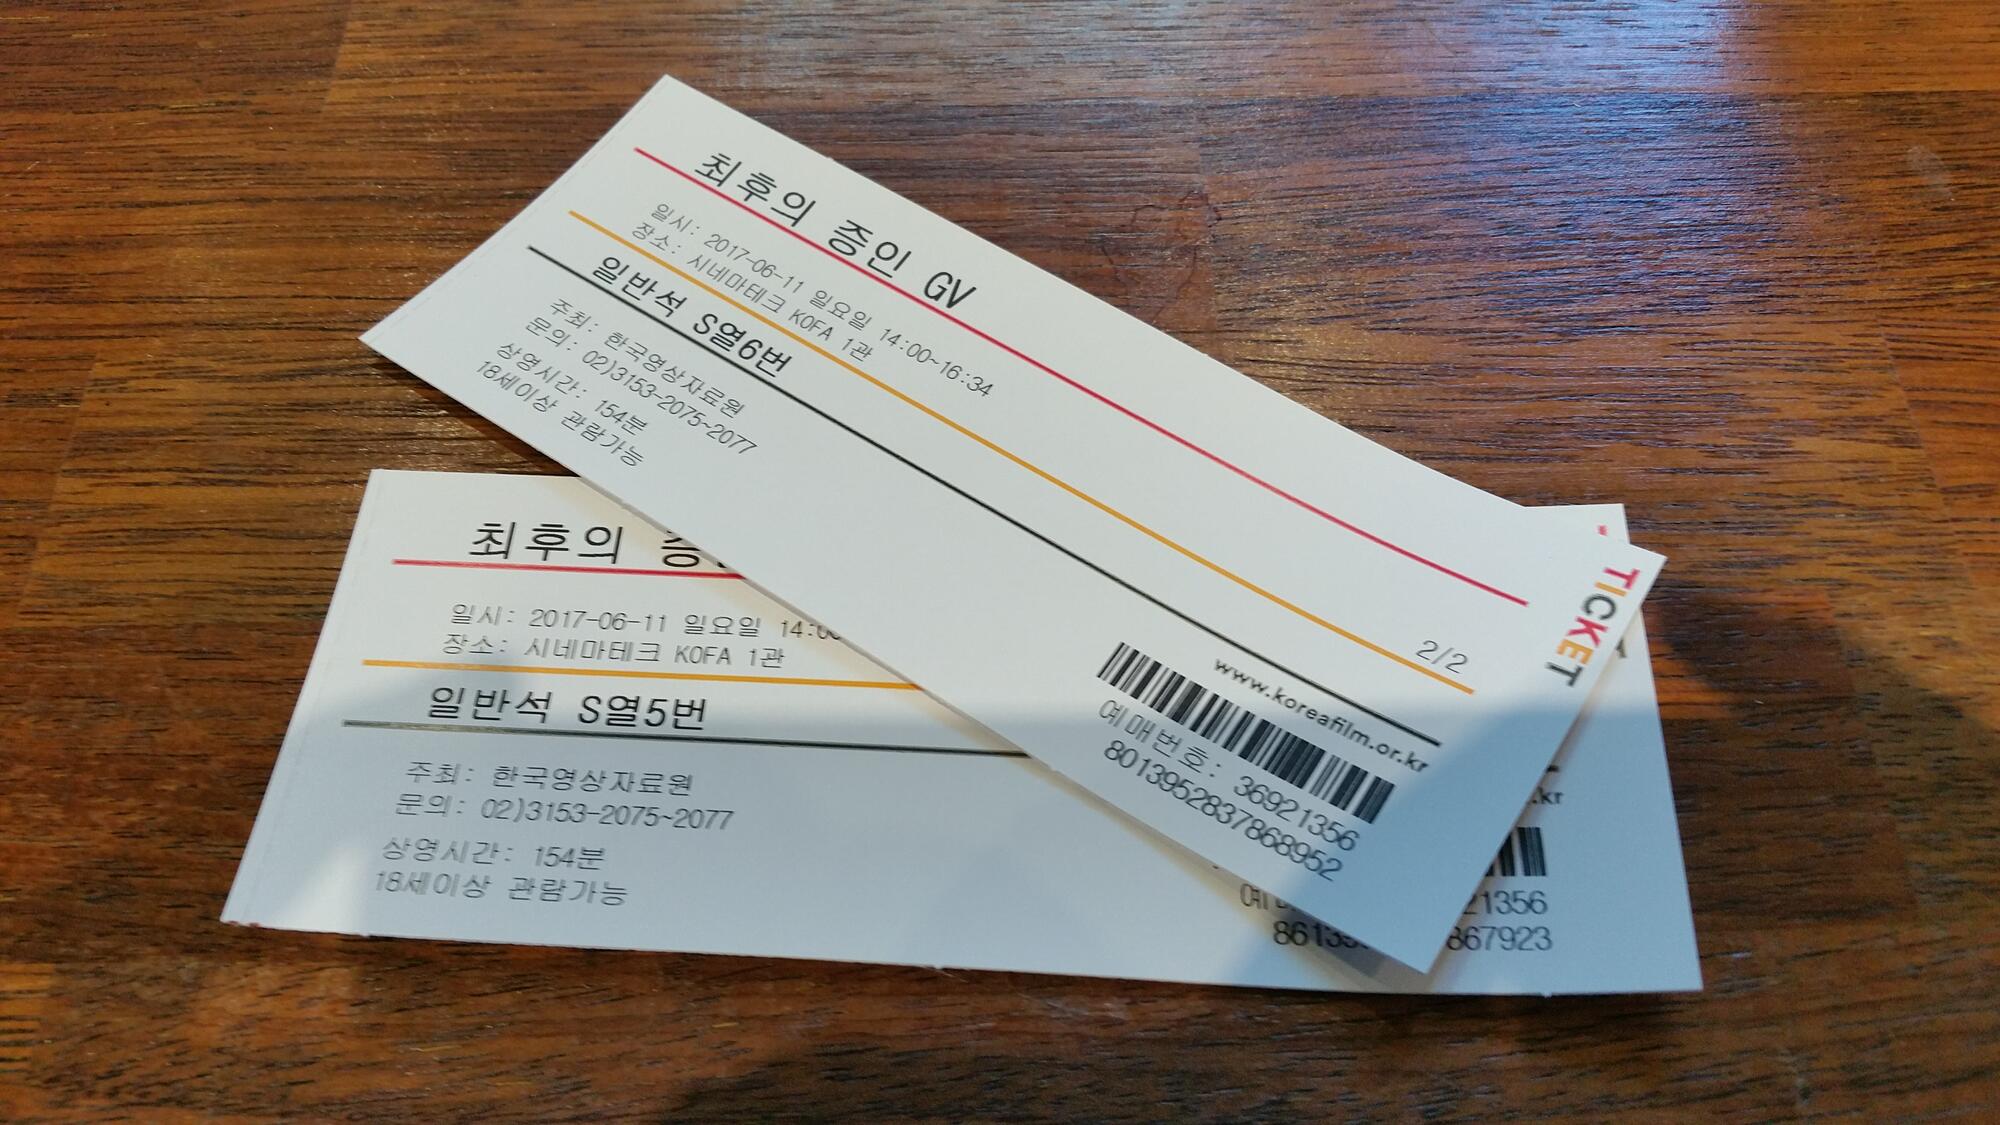 최후의 증인 GV
일시: 2017-06-11 일요일 14:00~16:34
장소: 시네마테크 KOFA 1관
일반석 S열6번
주최: 한국영상자료원
문의: 02)3153-2075~2077
상영시간: 154분
18세이상 관람가능
2/2
www.koreafilm.or.kr
예매번호: 36921356
8013952837868952
TICKET
최후의
일시: 2017-06-11 일요일 14:00
장소: 시네마테크 KOFA 1관
일반석 S열5번
주최: 한국영상자료원
문의: 02)3153-2075~2077
상영시간: 154분
18세이상 관람가능
.kr
21356
867923